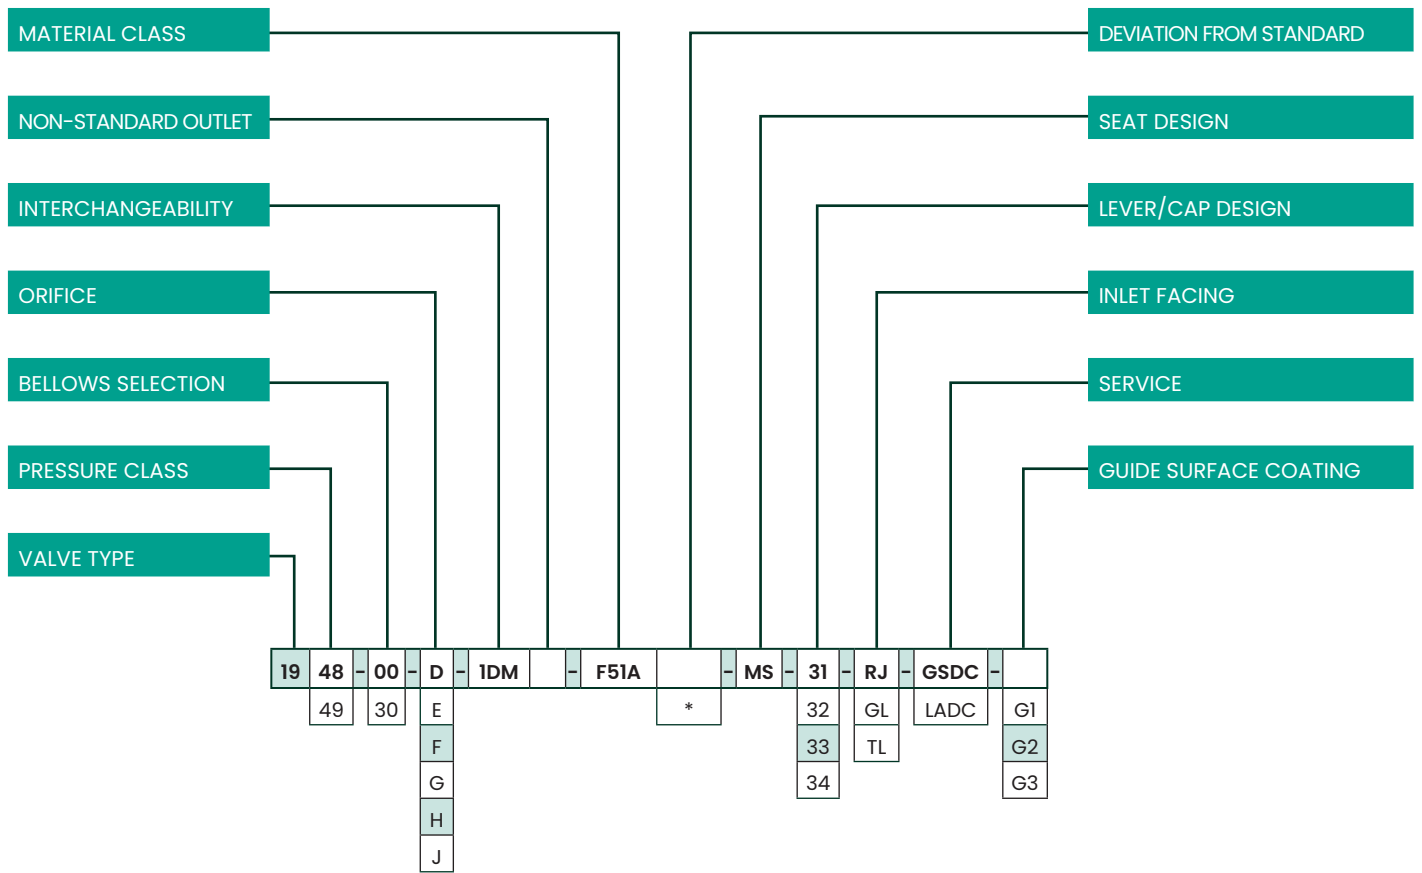 MATERIAL CLASS
DEVIATION FROM STANDARD
NON-STANDARD OUTLET
SEAT DESIGN
INTERCHANGEABILITY
LEVER/CAP DESIGN
ORIFICE
INLET FACING
BELLOWS SELECTION
SERVICE
PRESSURE CLASS
GUIDE SURFACE COATING
VALVE TYPE
19 48 - 00 - D - 1DM - F51A - MS - 31 - RJ - GSDC -
49 30 E * 32 GL LADC G1
F 33 TL G2
G 34 G3
H
J